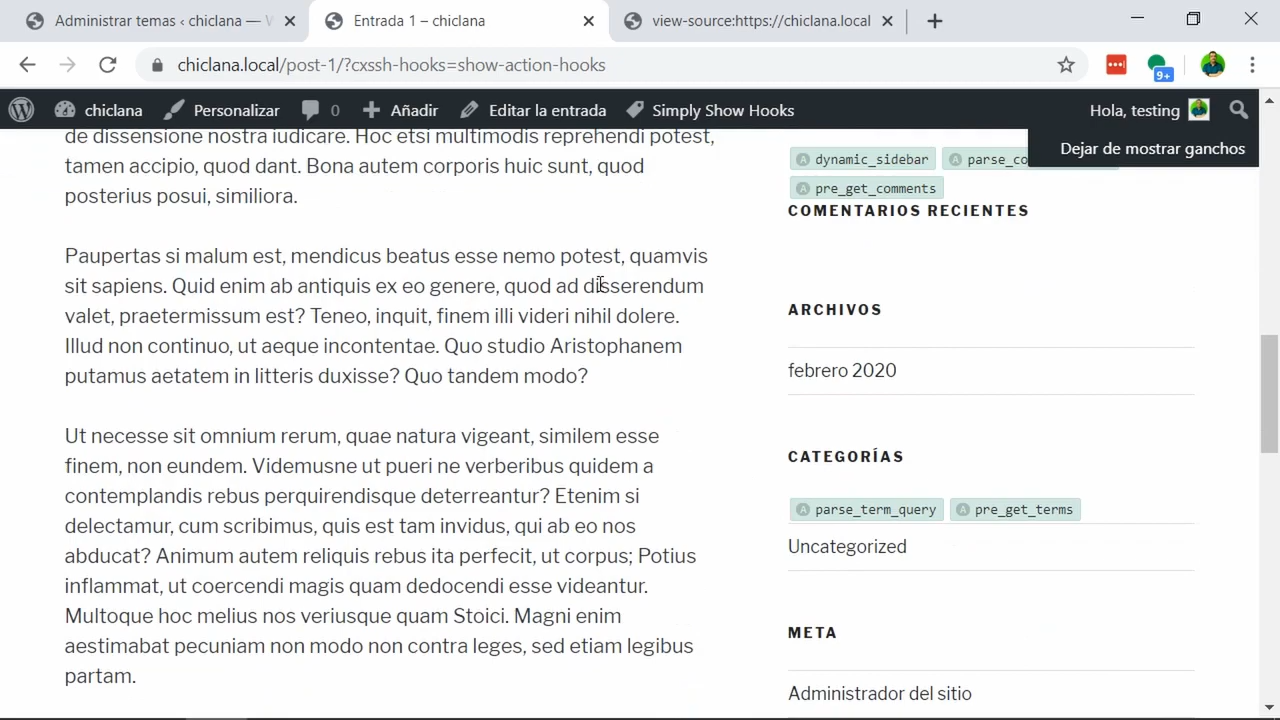 Administrar temas ‹ chiclana — W
Entrada 1 – chiclana
view-source:https://chiclana.local
chiclana.local/post-1/?cxssh-hooks=show-action-hooks
9+
chiclana
Personalizar
0
Añadir
Editar la entrada
Simply Show Hooks
Hola, testing
Dejar de mostrar ganchos
de dissensione nostra iudicare. Hoc etsi multimodis reprehendi potest,
tamen accipio, quod dant. Bona autem corporis huic sunt, quod
posterius posui, similiora.
Paupertas si malum est, mendicus beatus esse nemo potest, quamvis
sit sapiens. Quid enim ab antiquis ex eo genere, quod ad disserendum
valet, praetermissum est? Teneo, inquit, finem illi videri nihil dolere.
Illud non continuo, ut aeque incontentae. Quo studio Aristophanem
putamus aetatem in litteris duxisse? Quo tandem modo?
Ut necesse sit omnium rerum, quae natura vigeant, similem esse
finem, non eundem. Videmusne ut pueri ne verberibus quidem a
contemplandis rebus perquirendisque deterreantur? Etenim si
delectamur, cum scribimus, quis est tam invidus, qui ab eo nos
abducat? Animum autem reliquis rebus ita perfecit, ut corpus; Potius
inflammat, ut coercendi magis quam dedocendi esse videantur.
Multoque hoc melius nos veriusque quam Stoici. Magni enim
aestimabat pecuniam non modo non contra leges, sed etiam legibus
partam.
A dynamic_sidebar
A parse_co
A pre_get_comments
COMENTARIOS RECIENTES
ARCHIVOS
febrero 2020
CATEGORÍAS
A parse_term_query
A pre_get_terms
Uncategorized
META
Administrador del sitio